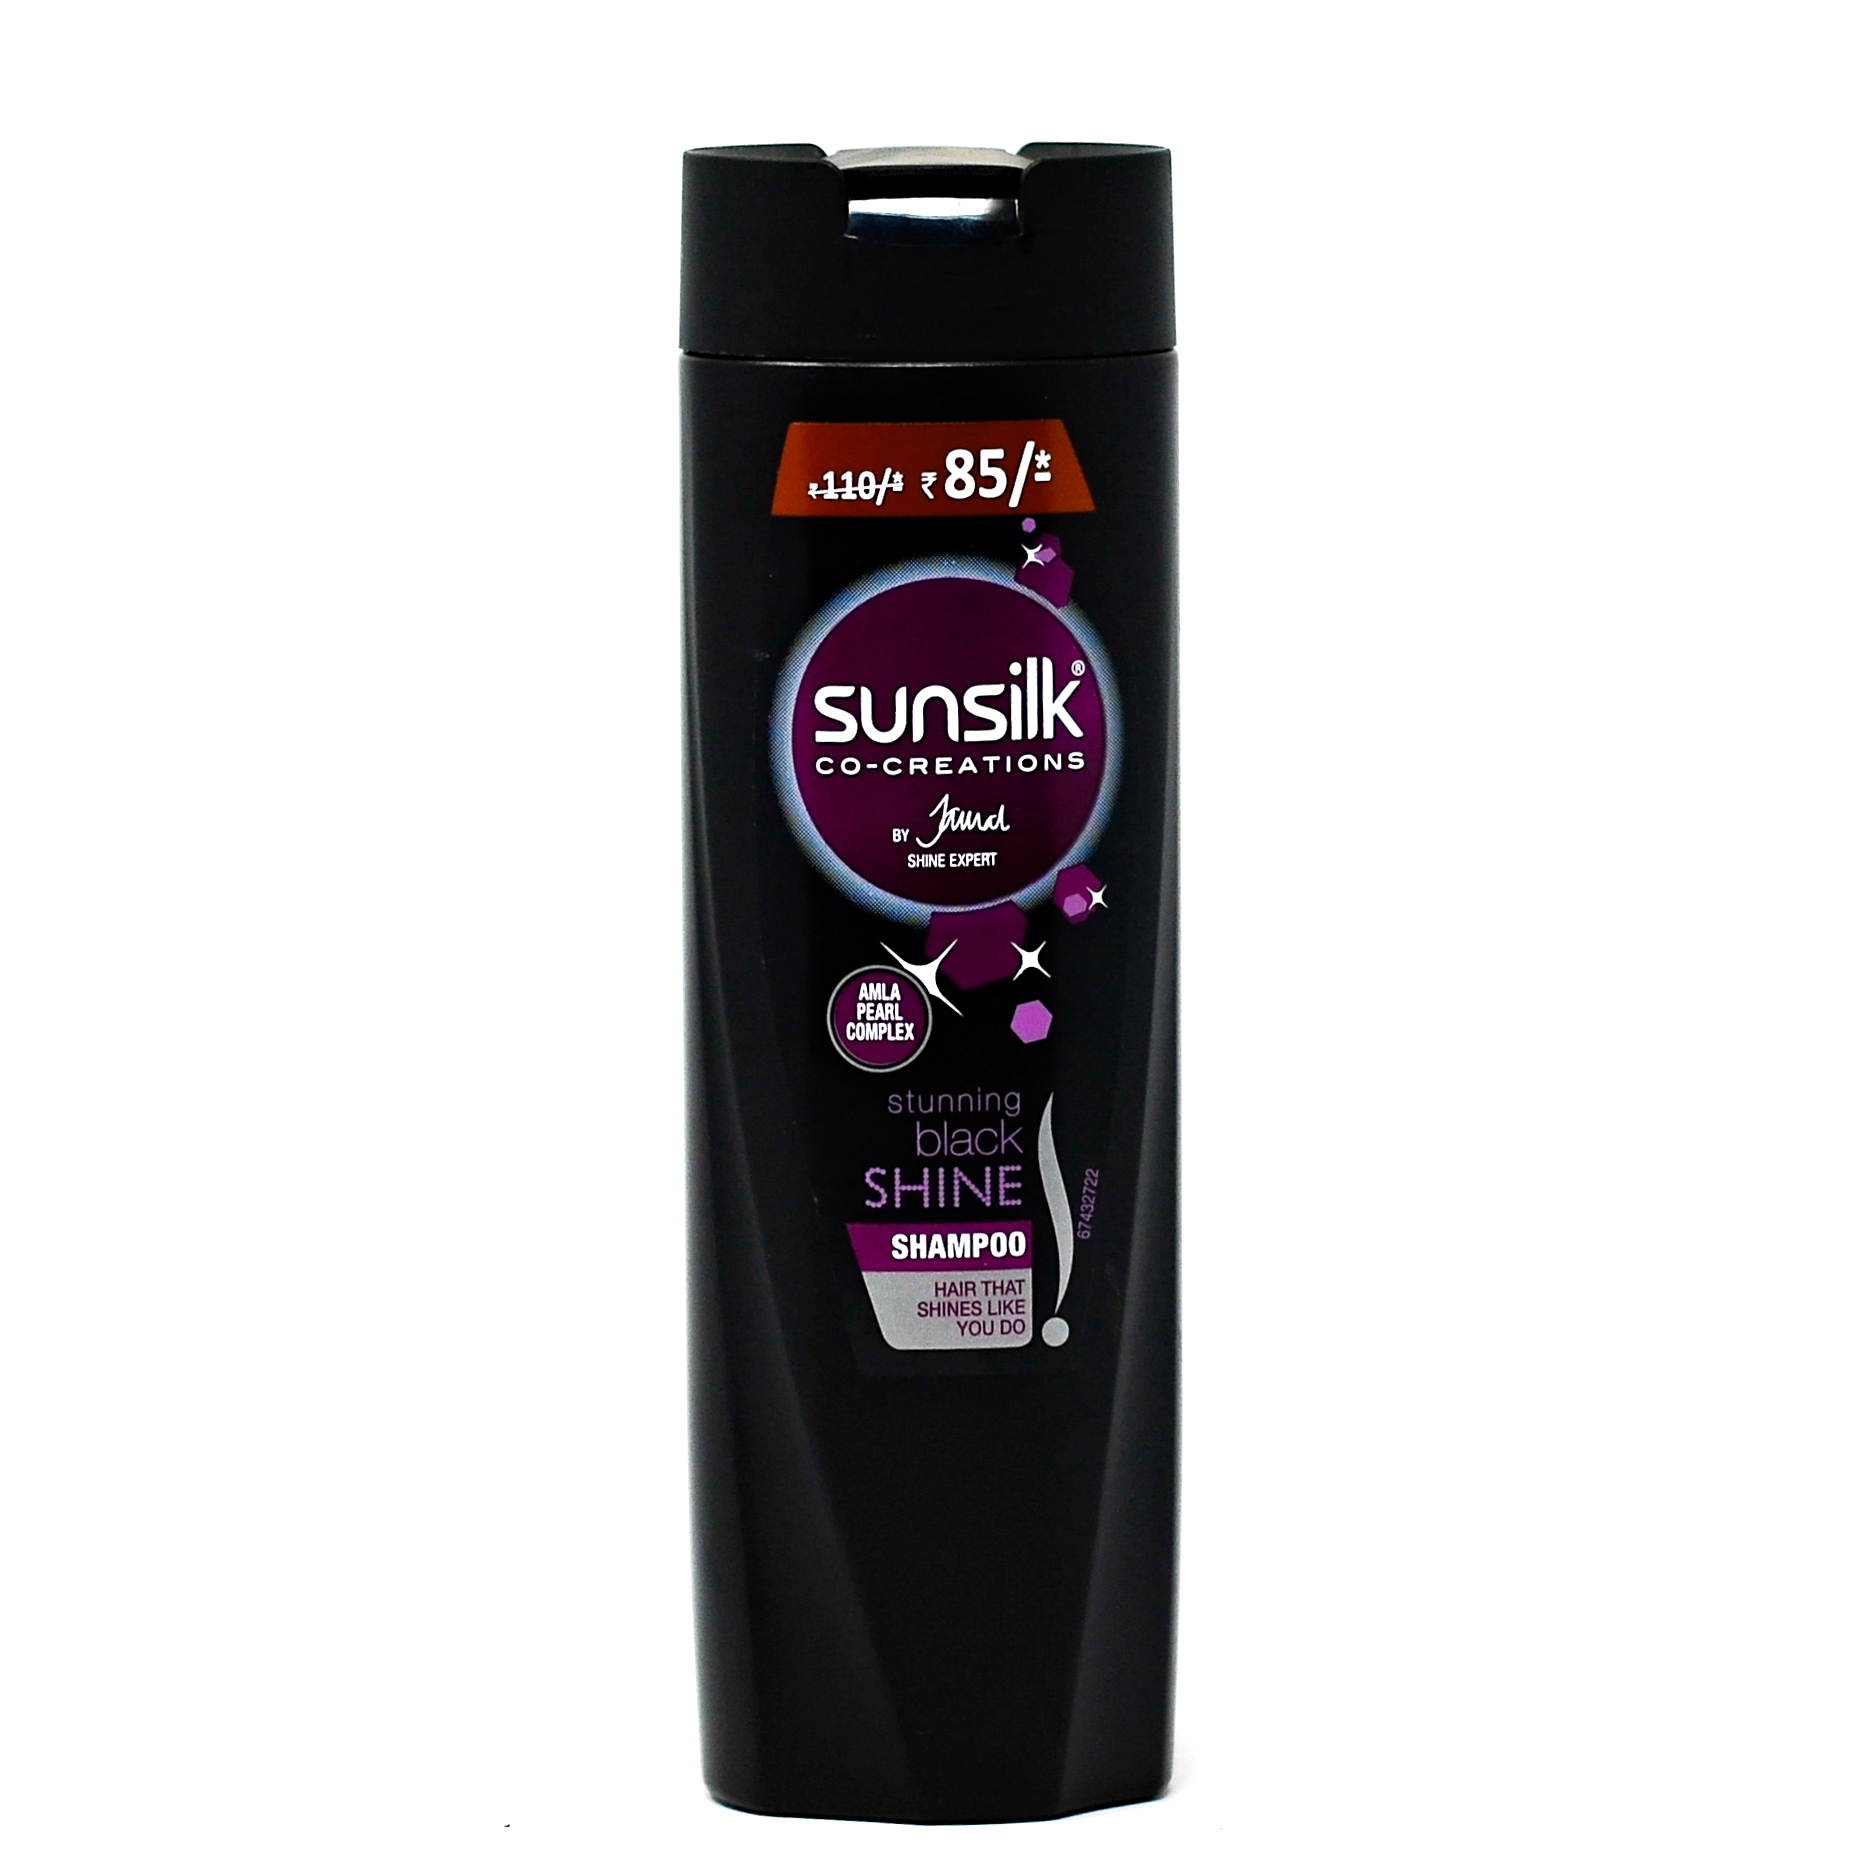 ₹110/-* ₹85/-*
sunsilk®
CO-CREATIONS
BY Jamal
SHINE EXPERT
AMLA
PEARL
COMPLEX
stunning
black
SHINE
SHAMPOO
HAIR THAT
SHINES LIKE
YOU DO
67432722